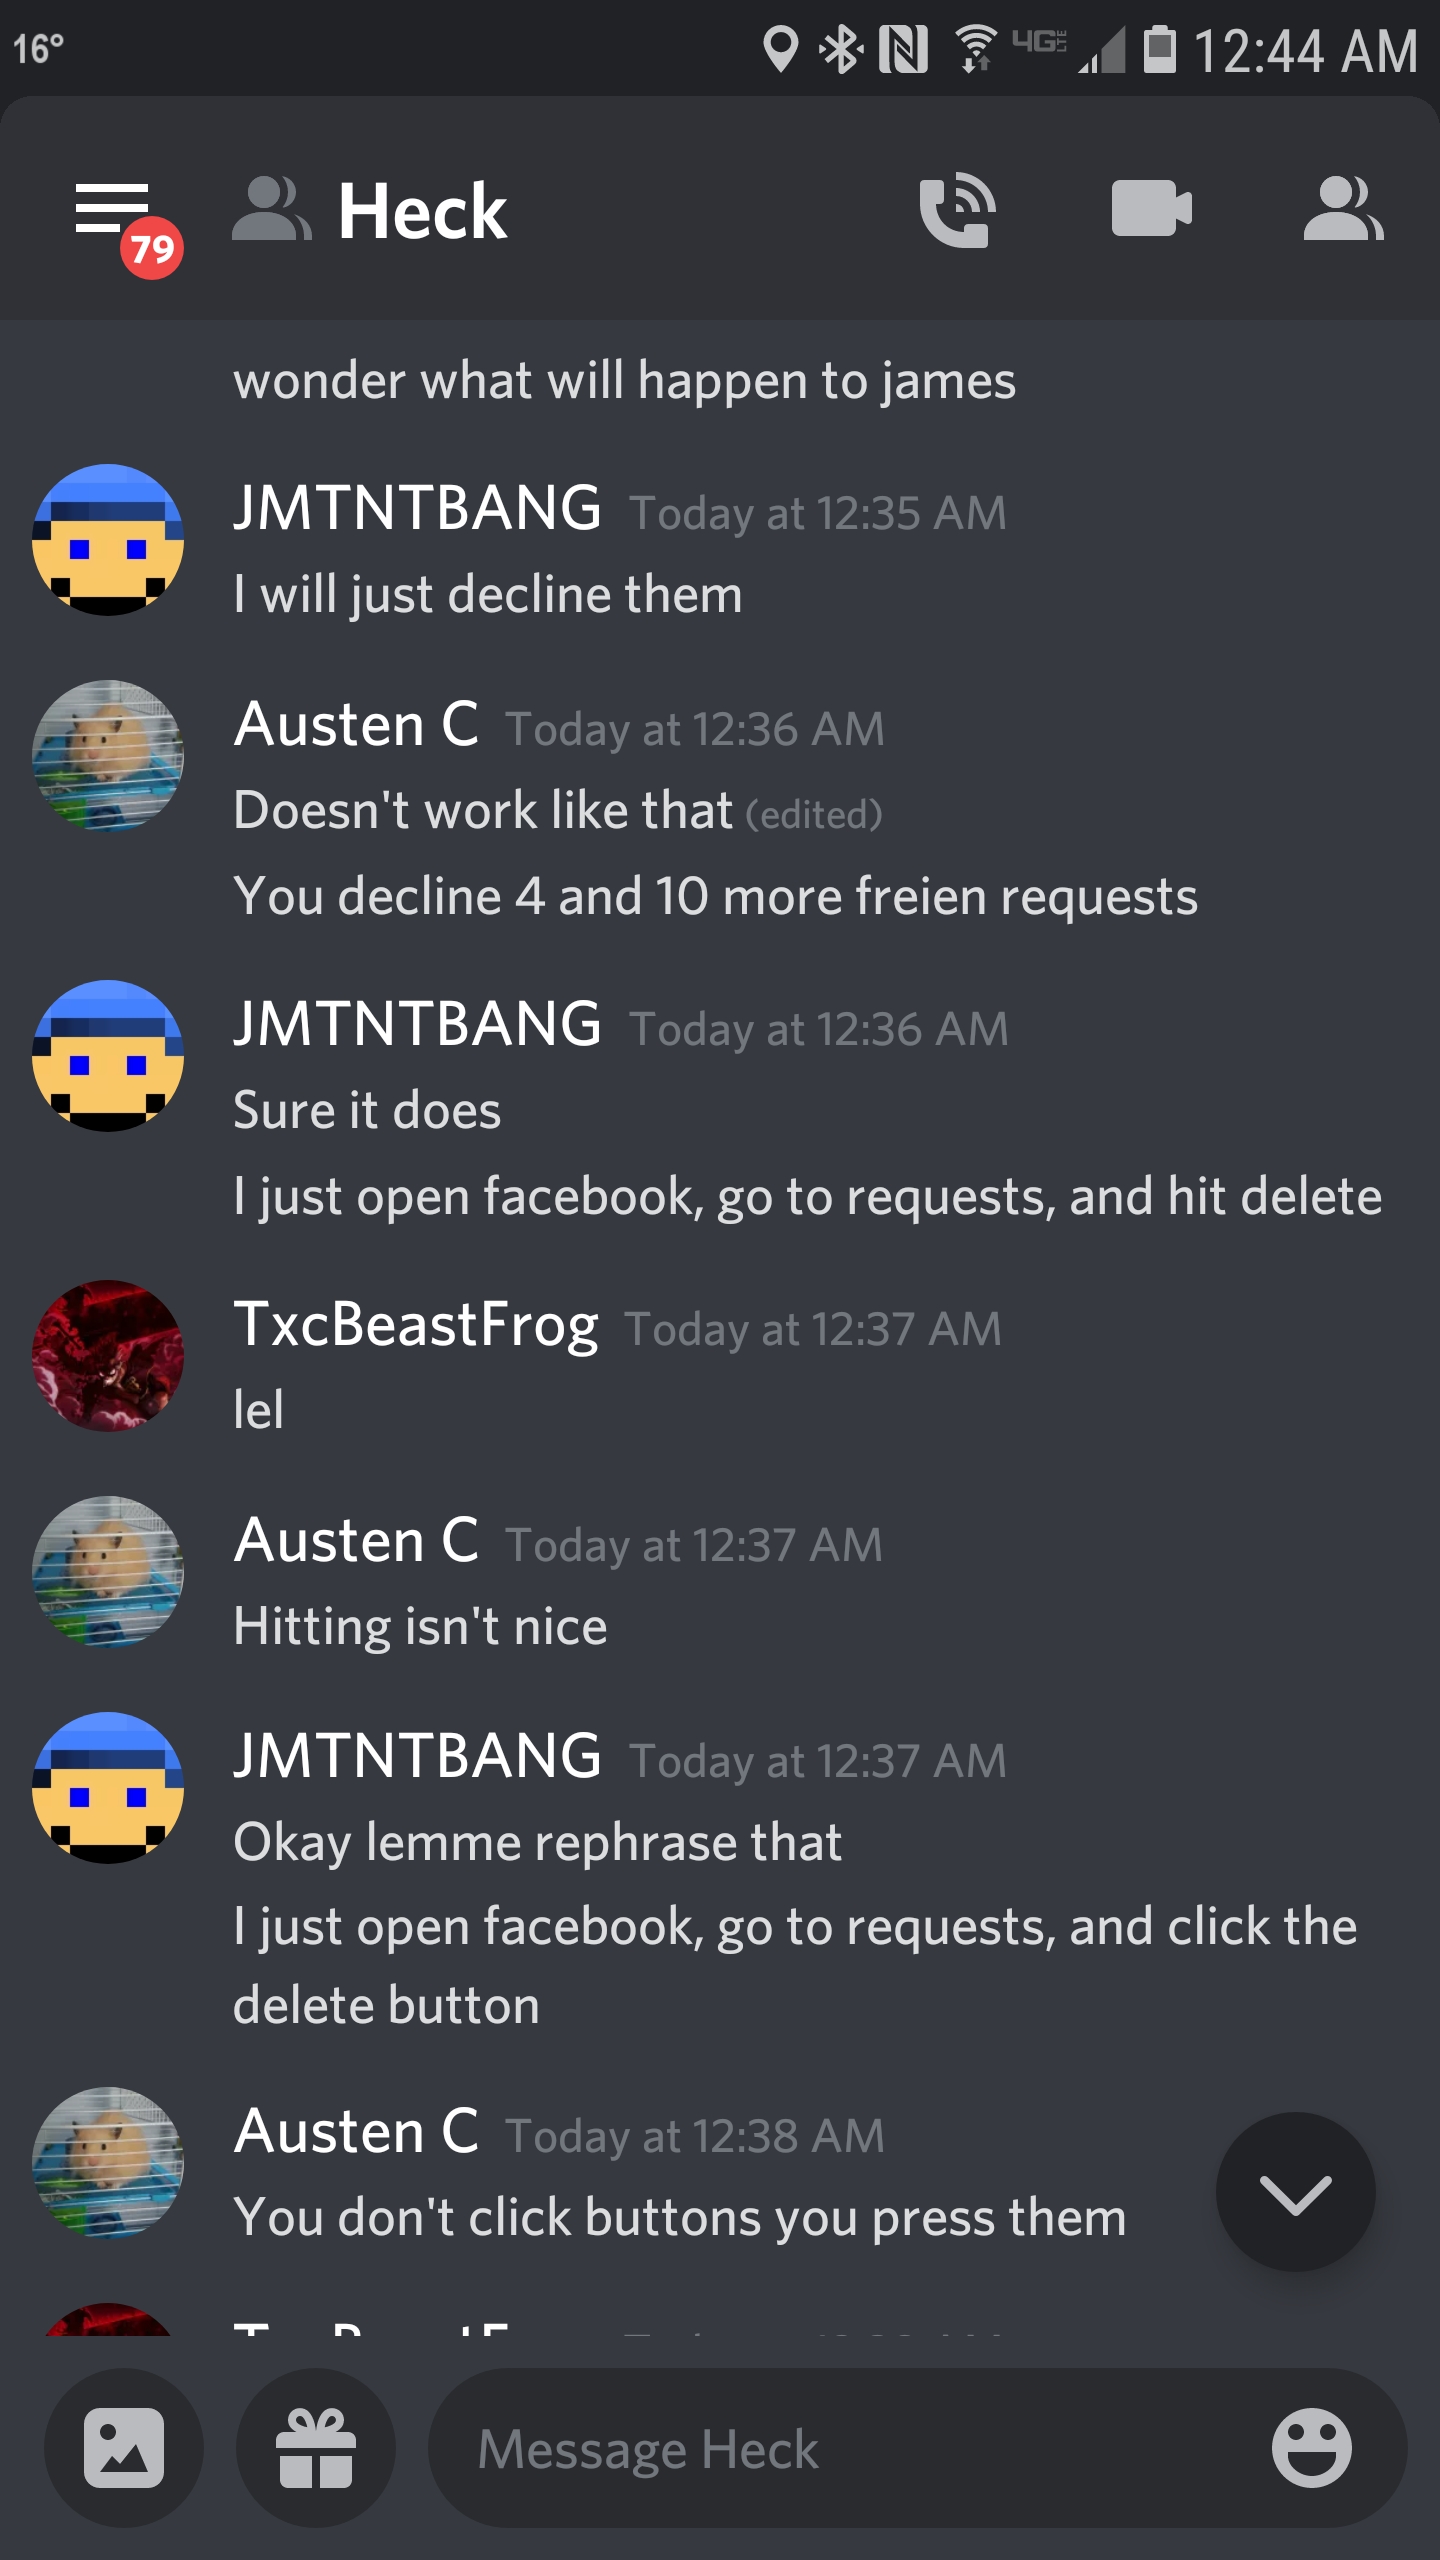 16°
4G LTE 12:44 AM
79
Heck
wonder what will happen to james
JMTNTBANG Today at 12:35 AM
I will just decline them
Austen C Today at 12:36 AM
Doesn't work like that (edited)
You decline 4 and 10 more freien requests
JMTNTBANG Today at 12:36 AM
Sure it does
I just open facebook, go to requests, and hit delete
TxcBeastFrog Today at 12:37 AM
lel
Austen C Today at 12:37 AM
Hitting isn't nice
JMTNTBANG Today at 12:37 AM
Okay lemme rephrase that
I just open facebook, go to requests, and click the
delete button
Austen C Today at 12:38 AM
You don't click buttons you press them
Message Heck